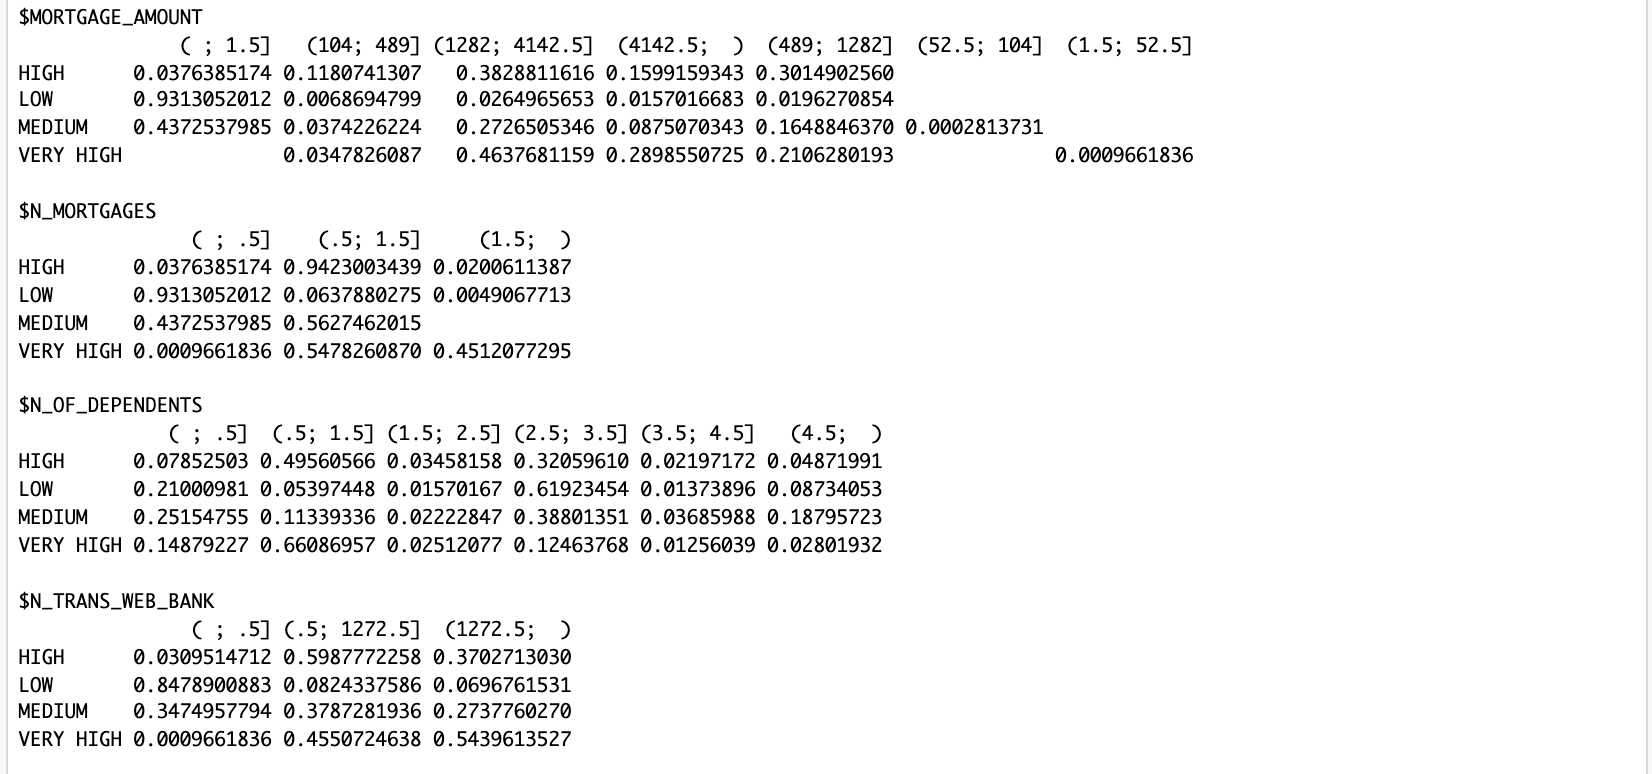 $MORTGAGE_AMOUNT
( ; 1.5] (104; 489] (1282; 4142.5] (4142.5; ) (489; 1282] (52.5; 104] (1.5; 52.5]
HIGH 0.0376385174 0.1180741307 0.3828811616 0.1599159343 0.3014902560
LOW 0.9313052012 0.0068694799 0.0264965653 0.0157016683 0.0196270854
MEDIUM 0.4372537985 0.0374226224 0.2726505346 0.0875070343 0.1648846370 0.0002813731
VERY HIGH 0.0347826087 0.4637681159 0.2898550725 0.2106280193 0.0009661836
$N_MORTGAGES
( ; .5] (.5; 1.5] (1.5; )
HIGH 0.0376385174 0.9423003439 0.0200611387
LOW 0.9313052012 0.0637880275 0.0049067713
MEDIUM 0.4372537985 0.5627462015
VERY HIGH 0.0009661836 0.5478260870 0.4512077295
$N_OF_DEPENDENTS
( ; .5] (.5; 1.5] (1.5; 2.5] (2.5; 3.5] (3.5; 4.5] (4.5; )
HIGH 0.07852503 0.49560566 0.03458158 0.32059610 0.02197172 0.04871991
LOW 0.21000981 0.05397448 0.01570167 0.61923454 0.01373896 0.08734053
MEDIUM 0.25154755 0.11339336 0.02222847 0.38801351 0.03685988 0.18795723
VERY HIGH 0.14879227 0.66086957 0.02512077 0.12463768 0.01256039 0.02801932
$N_TRANS_WEB_BANK
( ; .5] (.5; 1272.5] (1272.5; )
HIGH 0.0309514712 0.5987772258 0.3702713030
LOW 0.8478900883 0.0824337586 0.0696761531
MEDIUM 0.3474957794 0.3787281936 0.2737760270
VERY HIGH 0.0009661836 0.4550724638 0.5439613527